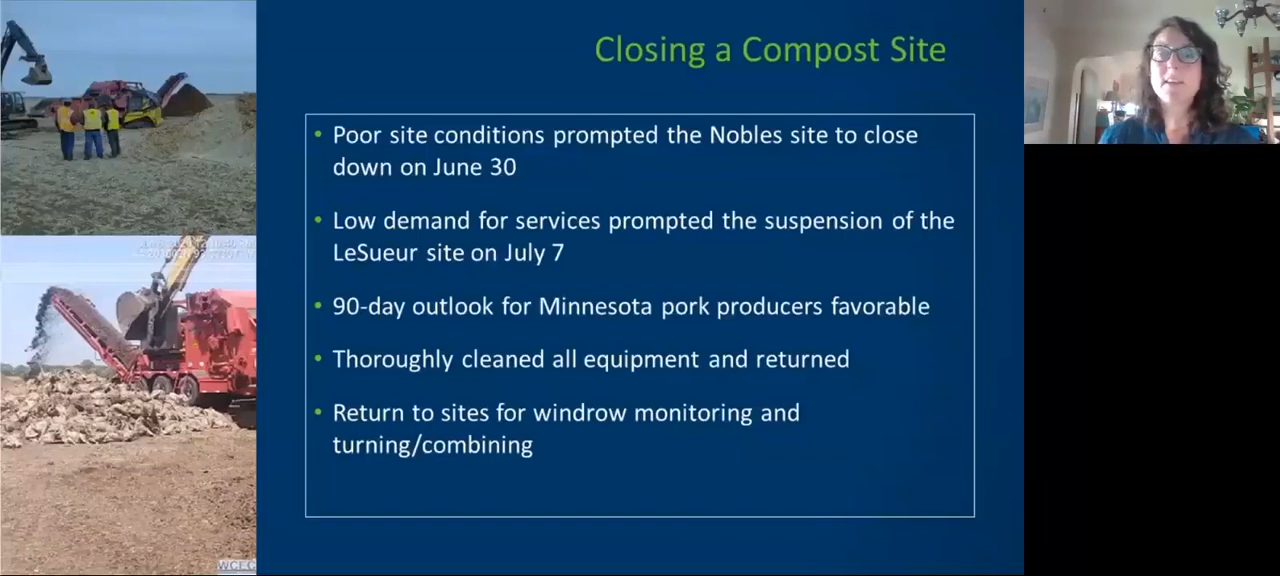 Closing a Compost Site
• Poor site conditions prompted the Nobles site to close
down on June 30
• Low demand for services prompted the suspension of the
LeSueur site on July 7
• 90-day outlook for Minnesota pork producers favorable
• Thoroughly cleaned all equipment and returned
• Return to sites for windrow monitoring and
turning/combining